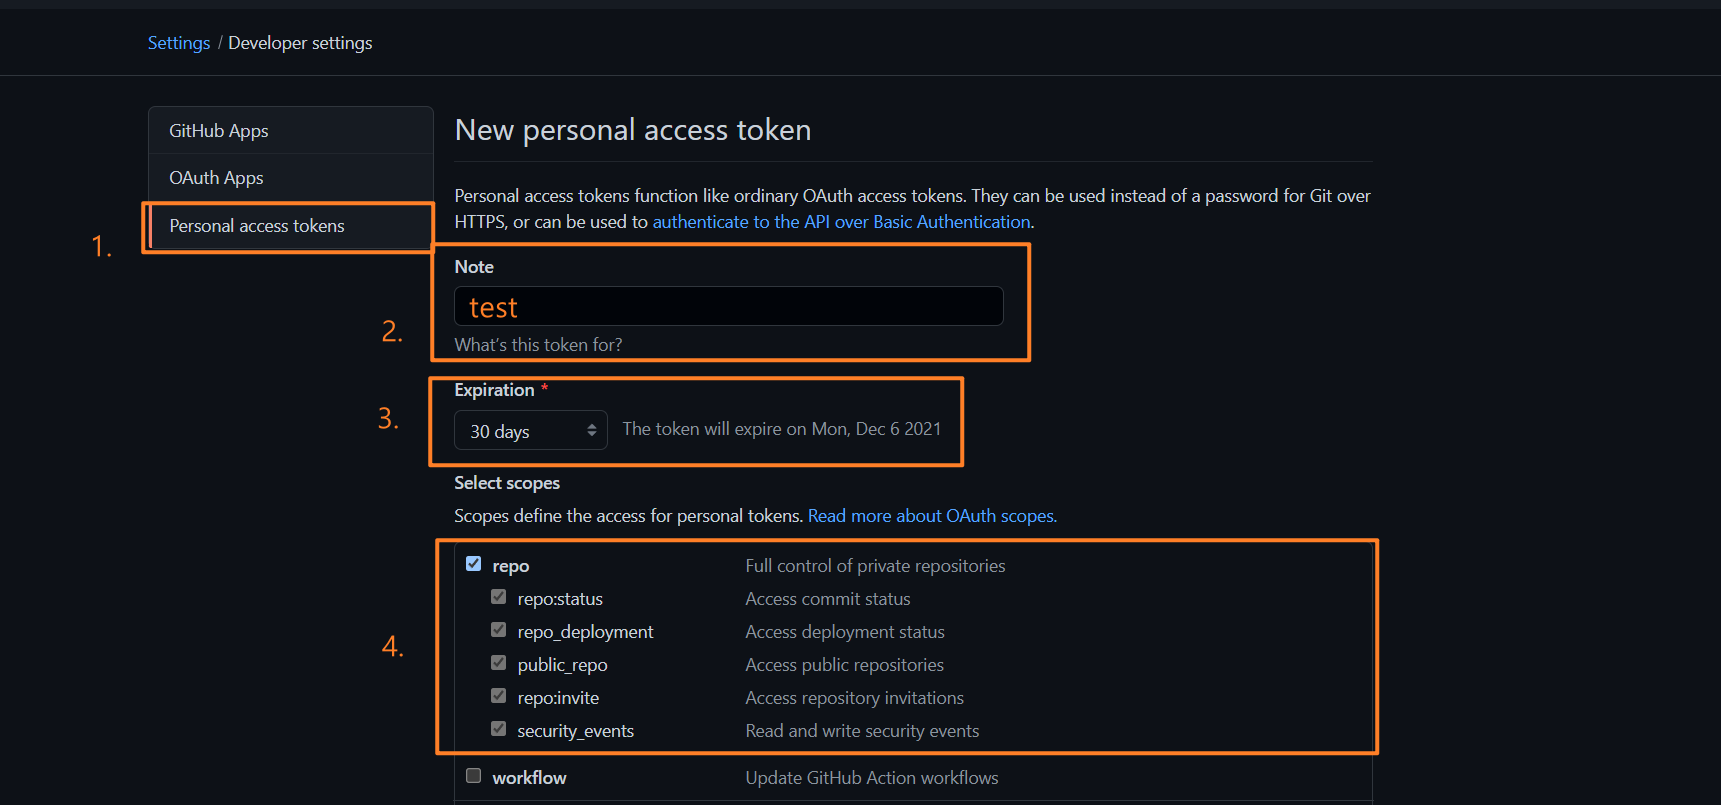 Settings / Developer settings
GitHub Apps
OAuth Apps
1. Personal access tokens
New personal access token
Personal access tokens function like ordinary OAuth access tokens. They can be used instead of a password for Git over
HTTPS, or can be used to authenticate to the API over Basic Authentication.
Note
2. test
What's this token for?
Expiration *
3. 30 days The token will expire on Mon, Dec 6 2021
Select scopes
Scopes define the access for personal tokens. Read more about OAuth scopes.
4.
repo Full control of private repositories
repo:status Access commit status
repo_deployment Access deployment status
public_repo Access public repositories
repo:invite Access repository invitations
security_events Read and write security events
workflow Update GitHub Action workflows